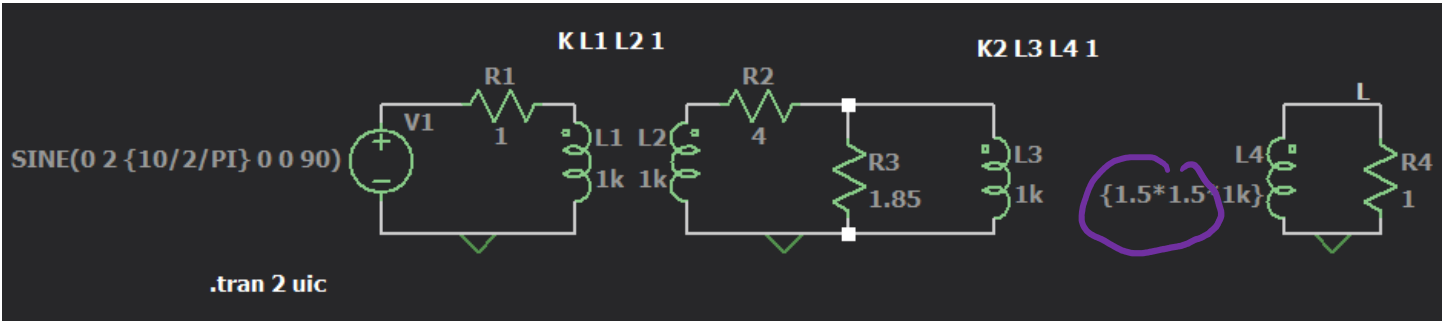 K L1 L2 1
K2 L3 L4 1
R1
1
V1
SINE(0 2 {10/2/PI} 0 0 90)
L1
1k
L2
1k
R2
4
R3
1.85
L3
1k
L4
{1.5*1.5*1k}
L
R4
1
.tran 2 uic